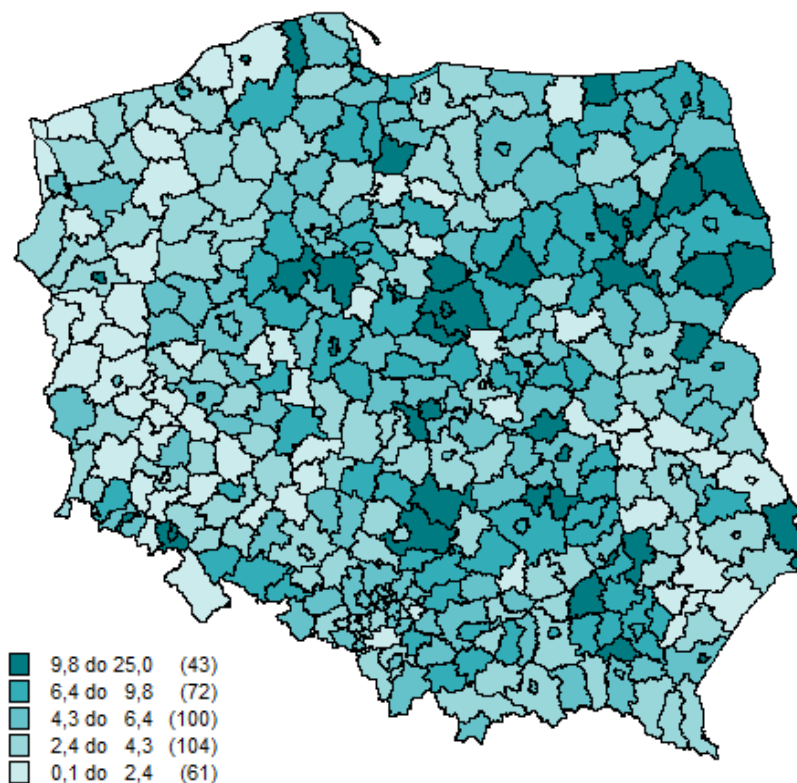 9,8 do 25,0 (43)
6,4 do 9,8 (72)
4,3 do 6,4 (100)
2,4 do 4,3 (104)
0,1 do 2,4 (61)